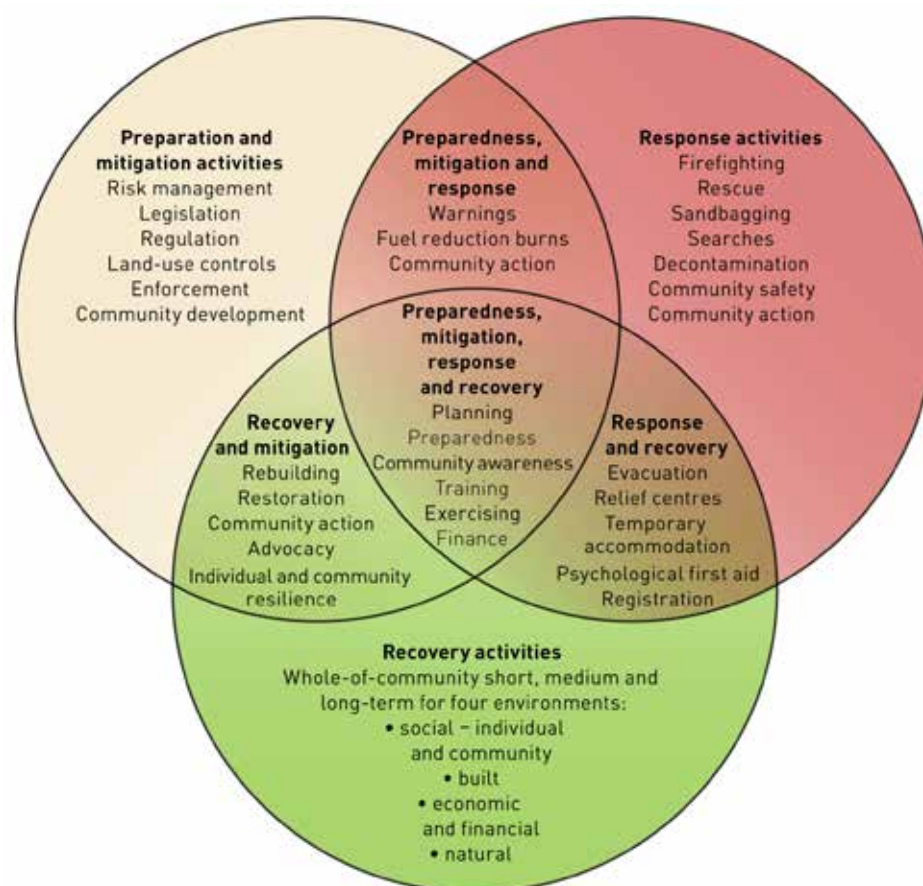 Preparation and
mitigation activities
Risk management
Legislation
Regulation
Land-use controls
Enforcement
Community development
Preparedness,
mitigation and
response
Warnings
Fuel reduction burns
Community action
Response activities
Firefighting
Rescue
Sandbagging
Searches
Decontamination
Community safety
Community action
Preparedness,
mitigation,
response
and recovery
Planning
Preparedness
Community awareness
Training
Exercising
Finance
Recovery
and mitigation
Rebuilding
Restoration
Community action
Advocacy
Individual and community
resilience
Response
and recovery
Evacuation
Relief centres
Temporary
accommodation
Psychological first aid
Registration
Recovery activities
Whole-of-community short, medium and
long-term for four environments:
• social – individual
and community
• built
• economic
and financial
• natural